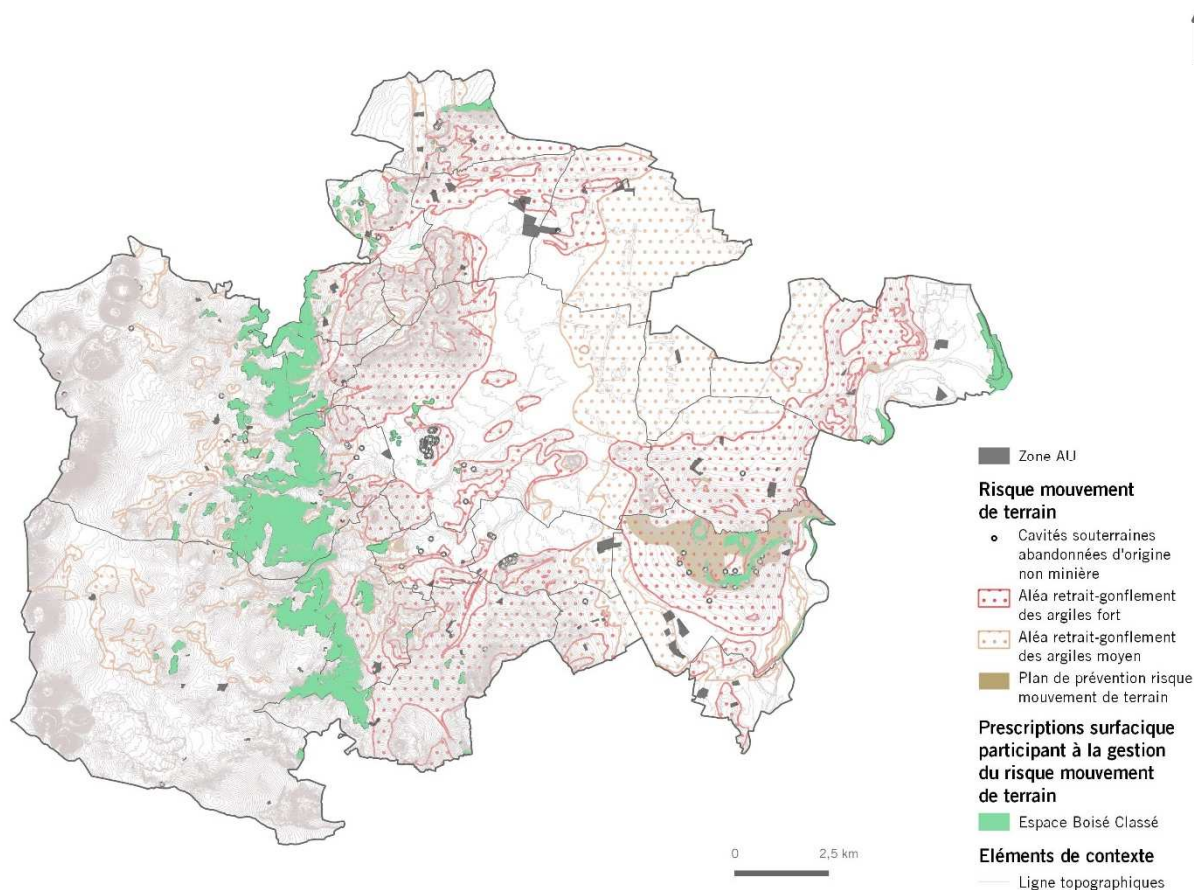 Zone AU
Risque mouvement
de terrain
Cavités souterraines
abandonnées d'origine
non minière
Aléa retrait-gonflement
des argiles fort
Aléa retrait-gonflement
des argiles moyen
Plan de prévention risque
mouvement de terrain
Prescriptions surfacique
participant à la gestion
du risque mouvement
de terrain
Espace Boisé Classé
Eléments de contexte
Ligne topographiques
0 2,5 km